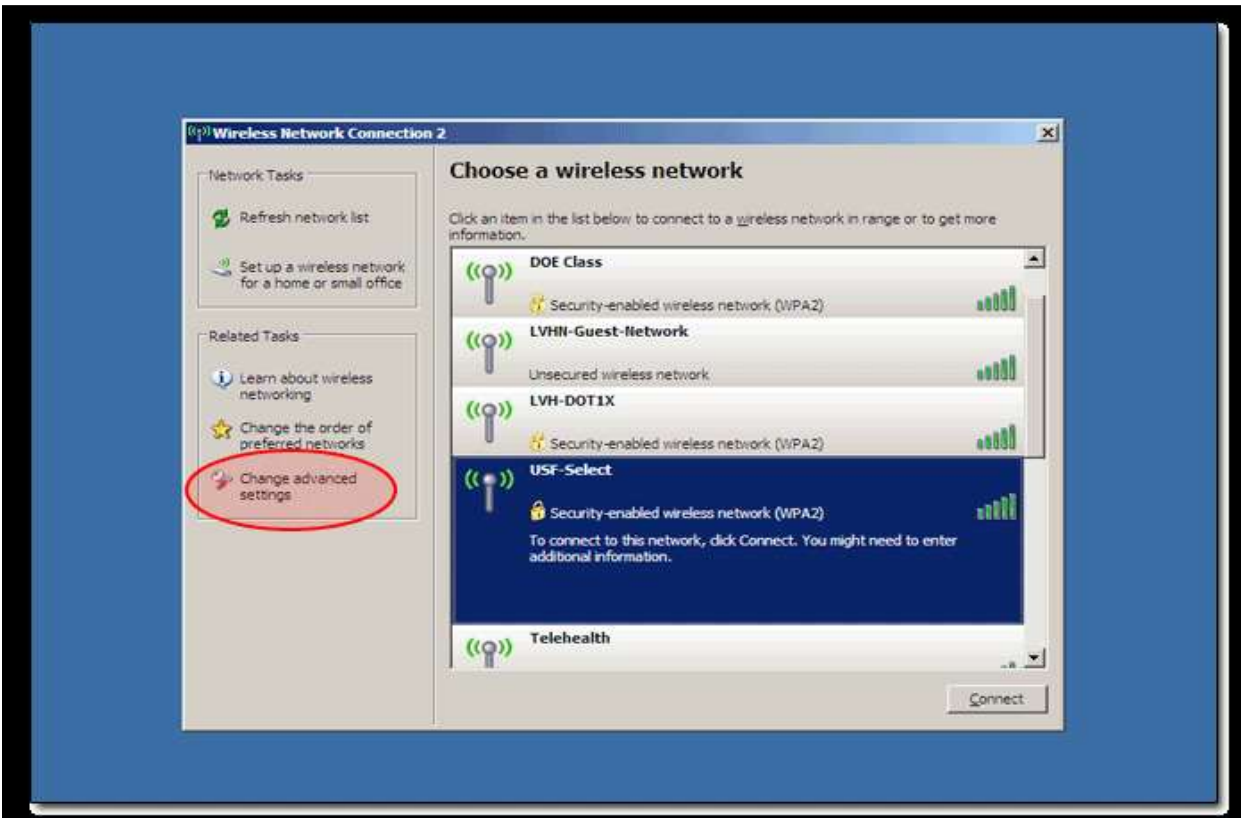 Wireless Network Connection 2
Network Tasks
Refresh network list
Set up a wireless network
for a home or small office
Related Tasks
Learn about wireless
networking
Change the order of
preferred networks
Change advanced
settings
Choose a wireless network
Click an item in the list below to connect to a wireless network in range or to get more
information.
DOE Class
Security-enabled wireless network (WPA2)
LVHN-Guest-Network
Unsecured wireless network
LVH-DOT1X
Security-enabled wireless network (WPA2)
USF-Select
Security-enabled wireless network (WPA2)
To connect to this network, click Connect. You might need to enter
additional information.
Telehealth
Connect